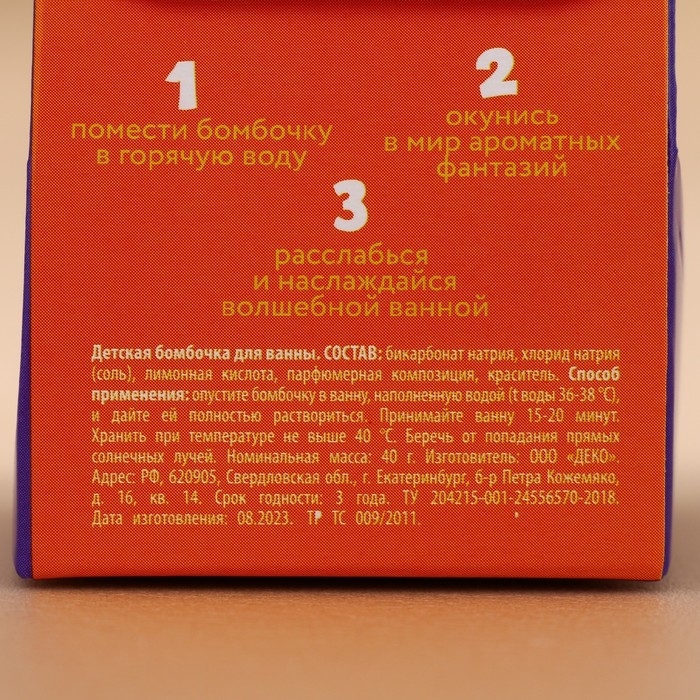 1
помести бомбочку
в горячую воду
2
окунись
в мир ароматных
фантазий
3
расслабься
и наслаждайся
волшебной ванной
Детская бомбочка для ванны. СОСТАВ: бикарбонат натрия, хлорид натрия
(соль), лимонная кислота, парфюмерная композиция, краситель. Способ
применения: опустите бомбочку в ванну, наполненную водой (t воды 36-38 °C),
и дайте ей полностью раствориться. Принимайте ванну 15-20 минут.
Хранить при температуре не выше 40 °C. Беречь от попадания прямых
солнечных лучей. Номинальная масса: 40 г. Изготовитель: ООО «ДЕКО».
Адрес: РФ, 620905, Свердловская обл., г. Екатеринбург, б-р Петра Кожемяко,
д. 16, кв. 14. Срок годности: 3 года. ТУ 204215-001-24556570-2018.
Дата изготовления: 08.2023. ТР ТС 009/2011.